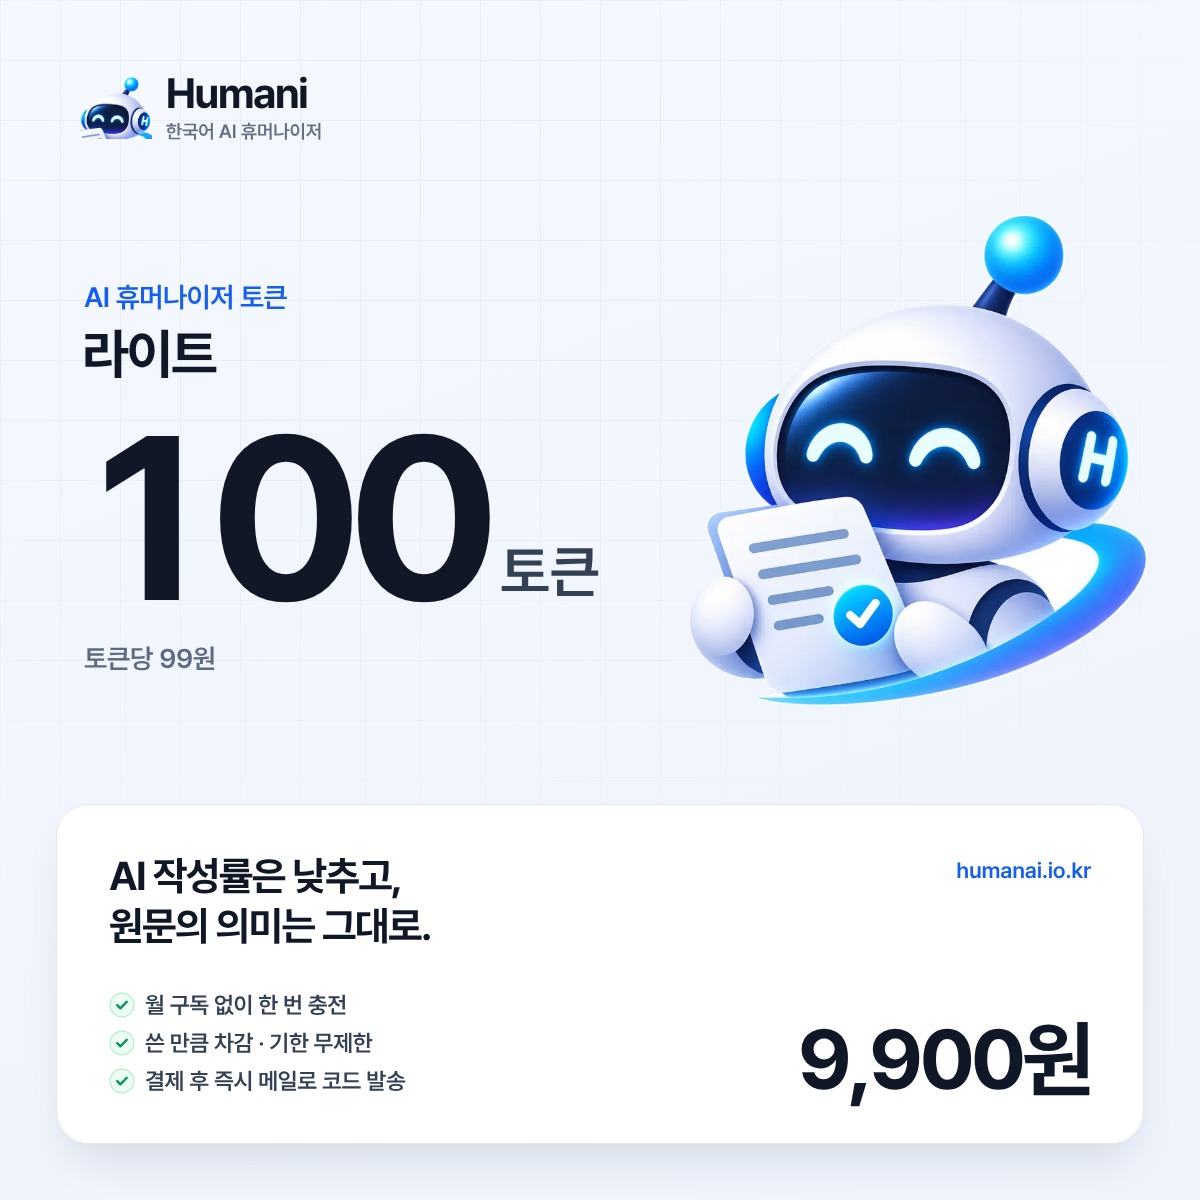 Humani
한국어 AI 휴머나이저
AI 휴머나이저 토큰
라이트
100 토큰
토큰당 99원
H
AI 작성률은 낮추고,
원문의 의미는 그대로.
humanai.io.kr
월 구독 없이 한 번 충전
쓴 만큼 차감 · 기한 무제한
결제 후 즉시 메일로 코드 발송
9,900원